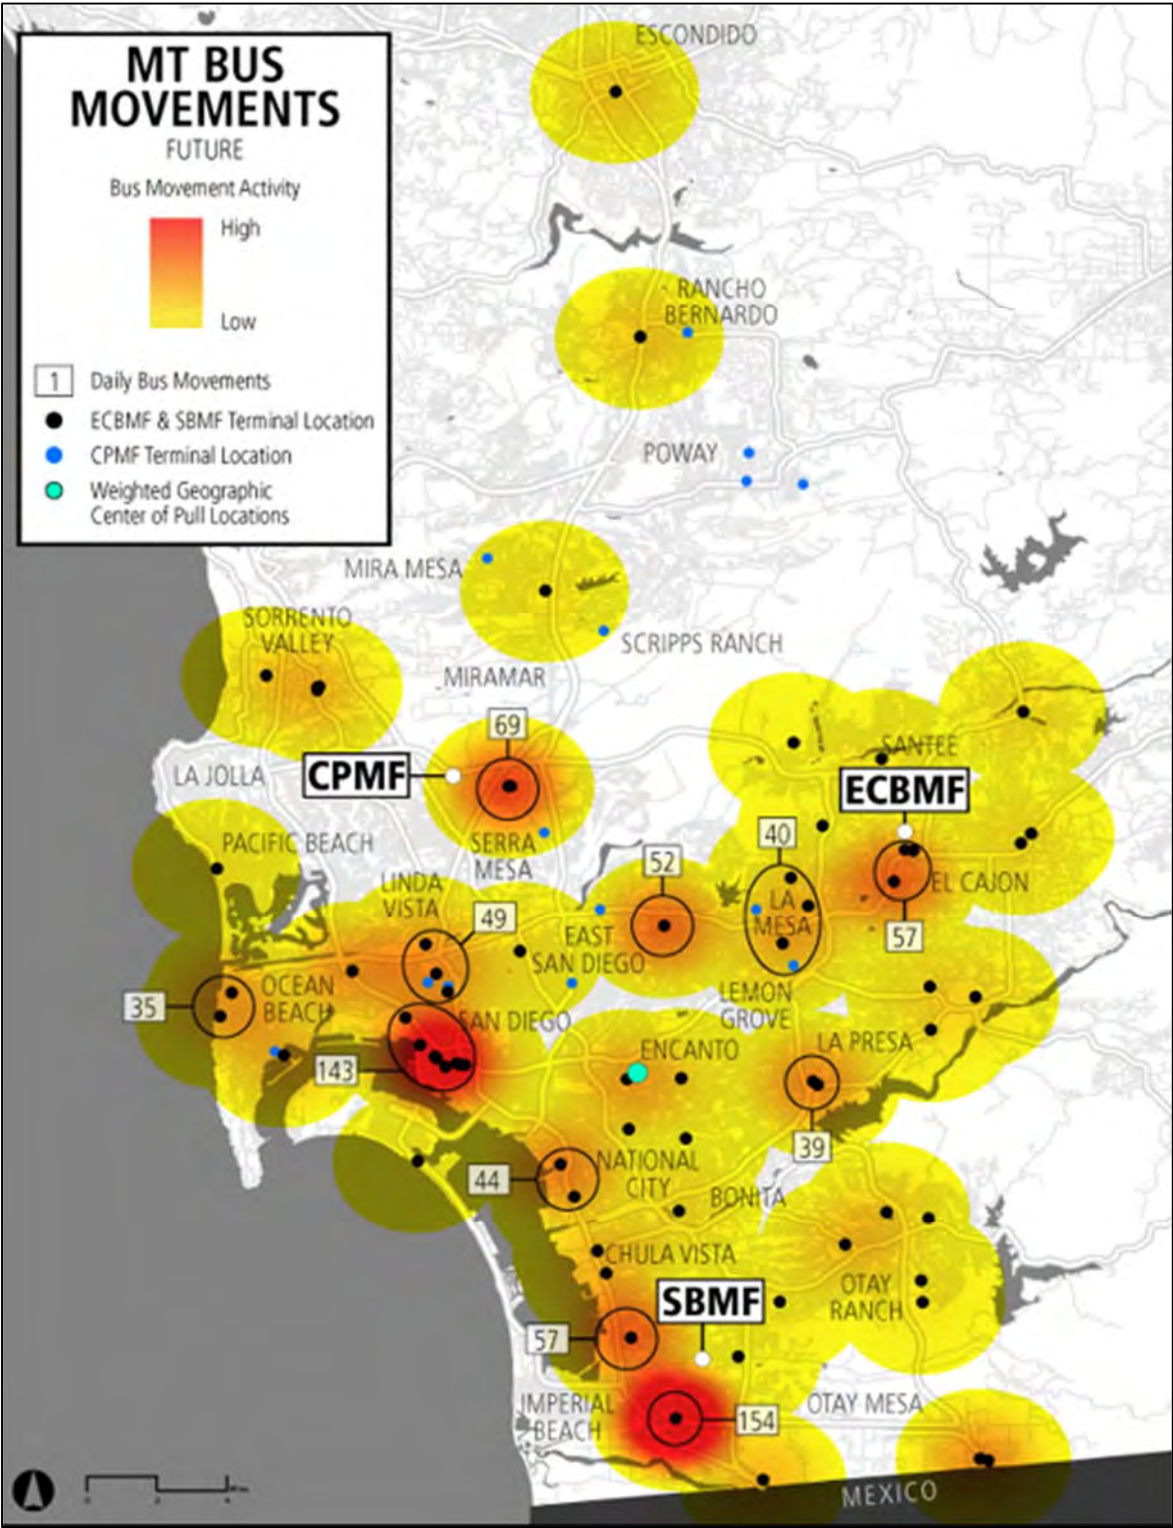 MT BUS
MOVEMENTS
FUTURE
Bus Movement Activity
High
Low
1 Daily Bus Movements
ECBMF & SBMF Terminal Location
CPMF Terminal Location
Weighted Geographic
Center of Pull Locations
ESCONDIDO
RANCHO
BERNARDO
POWAY
MIRA MESA
SORRENTO
VALLEY
SCRIPPS RANCH
MIRAMAR
69
LA JOLLA
CPMF
SANTEE
ECBMF
SERRA
MESA
PACIFIC BEACH
40
52
LINDA
VISTA
49
EL CAJON
LA
MESA
57
EAST
SAN DIEGO
OCEAN
BEACH
35
LEMON
GROVE
SAN DIEGO
143
ENCANTO
LA PRESA
39
NATIONAL
CITY
44
BONITA
CHULA VISTA
OTAY
RANCH
SBMF
57
IMPERIAL
BEACH
154
OTAY MESA
MEXICO
0
2
4